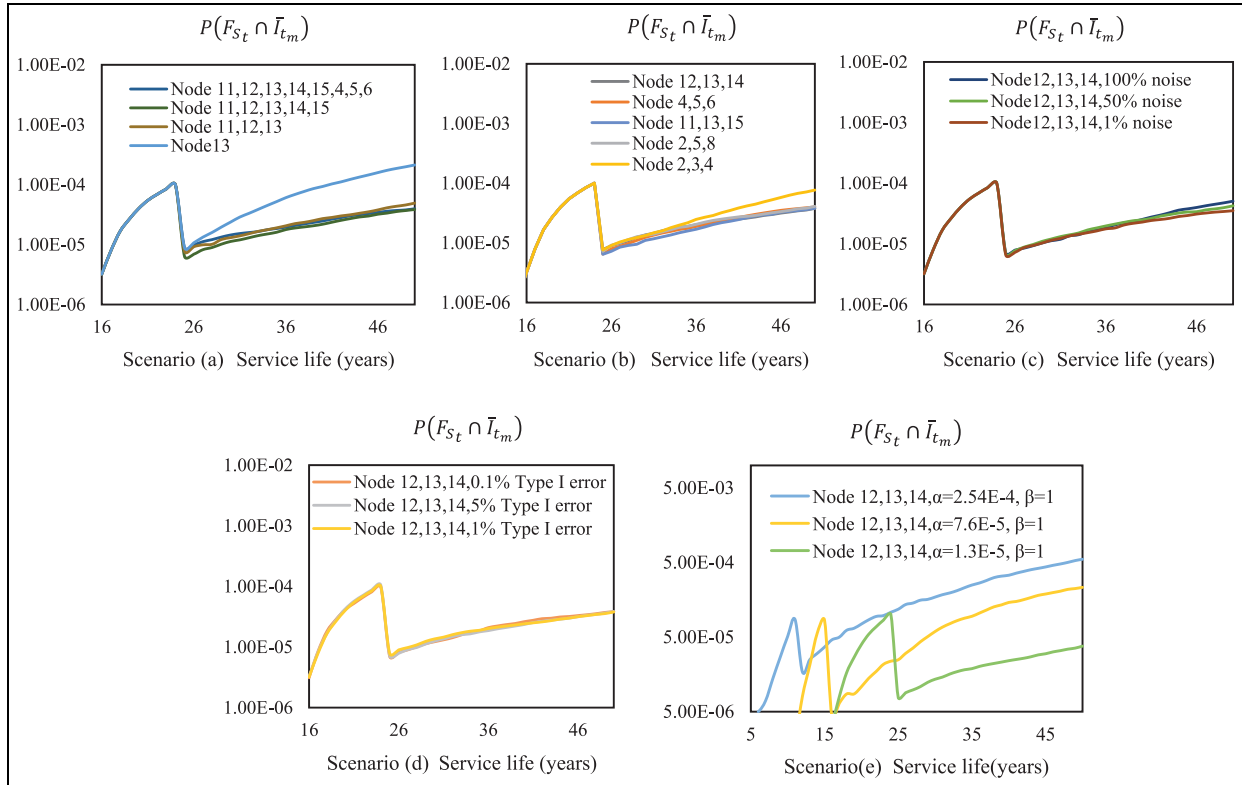 P(F_{S_t} ∩ Ī_{t_m})
1.00E-02
1.00E-03
1.00E-04
1.00E-05
1.00E-06
Node 11,12,13,14,15,4,5,6
Node 11,12,13,14,15
Node 11,12,13
Node13
16 26 36 46
Scenario (a) Service life (years)
P(F_{S_t} ∩ Ī_{t_m})
1.00E-02
1.00E-03
1.00E-04
1.00E-05
1.00E-06
Node 12,13,14
Node 4,5,6
Node 11,13,15
Node 2,5,8
Node 2,3,4
16 26 36 46
Scenario (b) Service life (years)
P(F_{S_t} ∩ Ī_{t_m})
1.00E-02
1.00E-03
1.00E-04
1.00E-05
1.00E-06
Node12,13,14,100% noise
Node12,13,14,50% noise
Node12,13,14,1% noise
16 26 36 46
Scenario (c) Service life (years)
P(F_{S_t} ∩ Ī_{t_m})
1.00E-02
1.00E-03
1.00E-04
1.00E-05
1.00E-06
Node 12,13,14,0.1% Type I error
Node 12,13,14,5% Type I error
Node 12,13,14,1% Type I error
16 26 36 46
Scenario (d) Service life (years)
P(F_{S_t} ∩ Ī_{t_m})
5.00E-03
5.00E-04
5.00E-05
5.00E-06
Node 12,13,14,α=2.54E-4, β=1
Node 12,13,14,α=7.6E-5, β=1
Node 12,13,14,α=1.3E-5, β=1
5 15 25 35 45
Scenario(e) Service life(years)